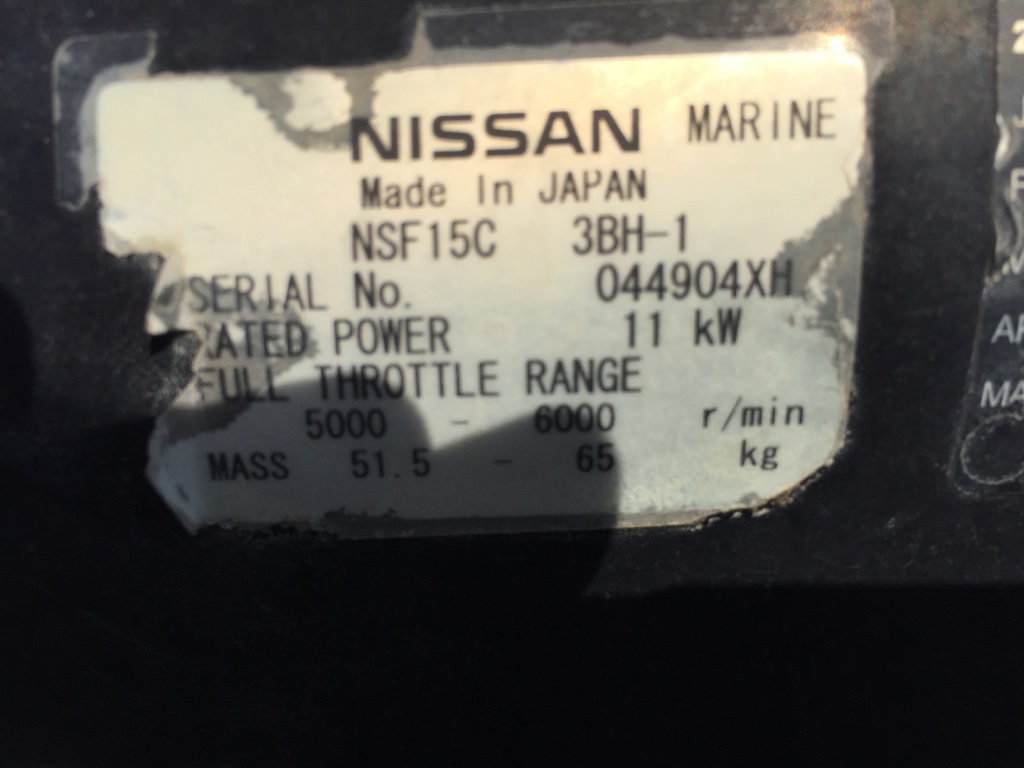 NISSAN MARINE
Made In JAPAN
NSF15C 3BH-1
SERIAL No. 044904XH
RATED POWER 11 kW
FULL THROTTLE RANGE
5000 - 6000 r/min
MASS 51.5 - 65 kg